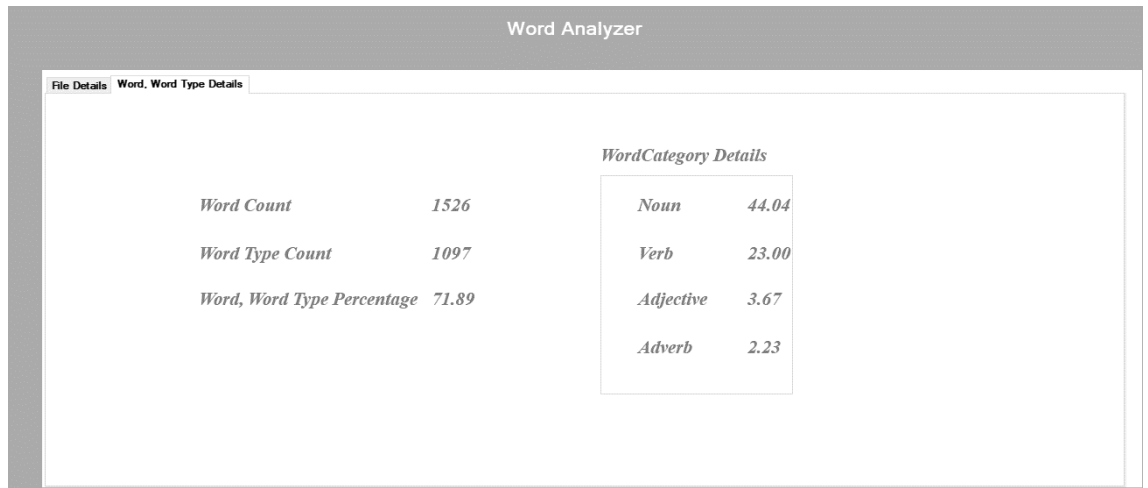 Word Analyzer
File Details
Word, Word Type Details
WordCategory Details
Word Count 1526
Noun 44.04
Word Type Count 1097
Verb 23.00
Word, Word Type Percentage 71.89
Adjective 3.67
Adverb 2.23